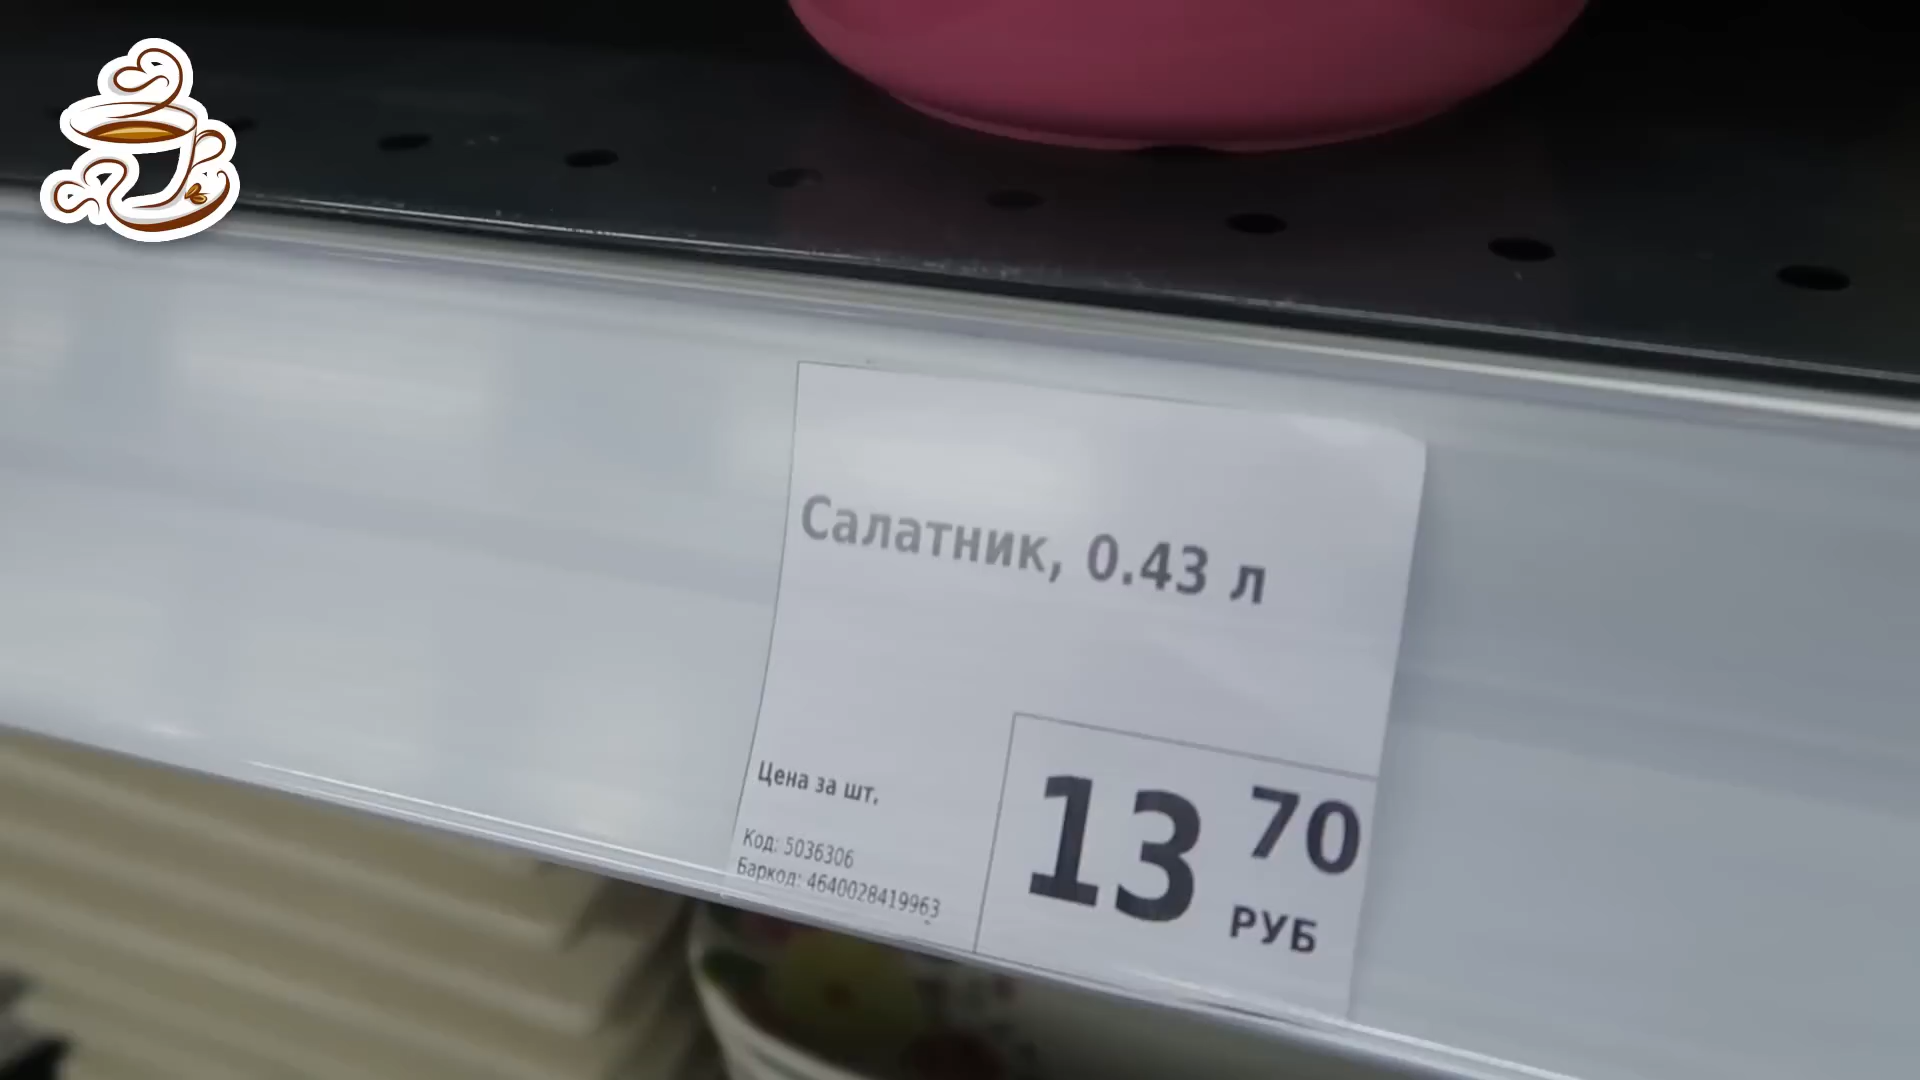 Салатник, 0.43 л
Цена за шт.
Код: 5036306
Баркод: 4640028419963
13 70
РУБ